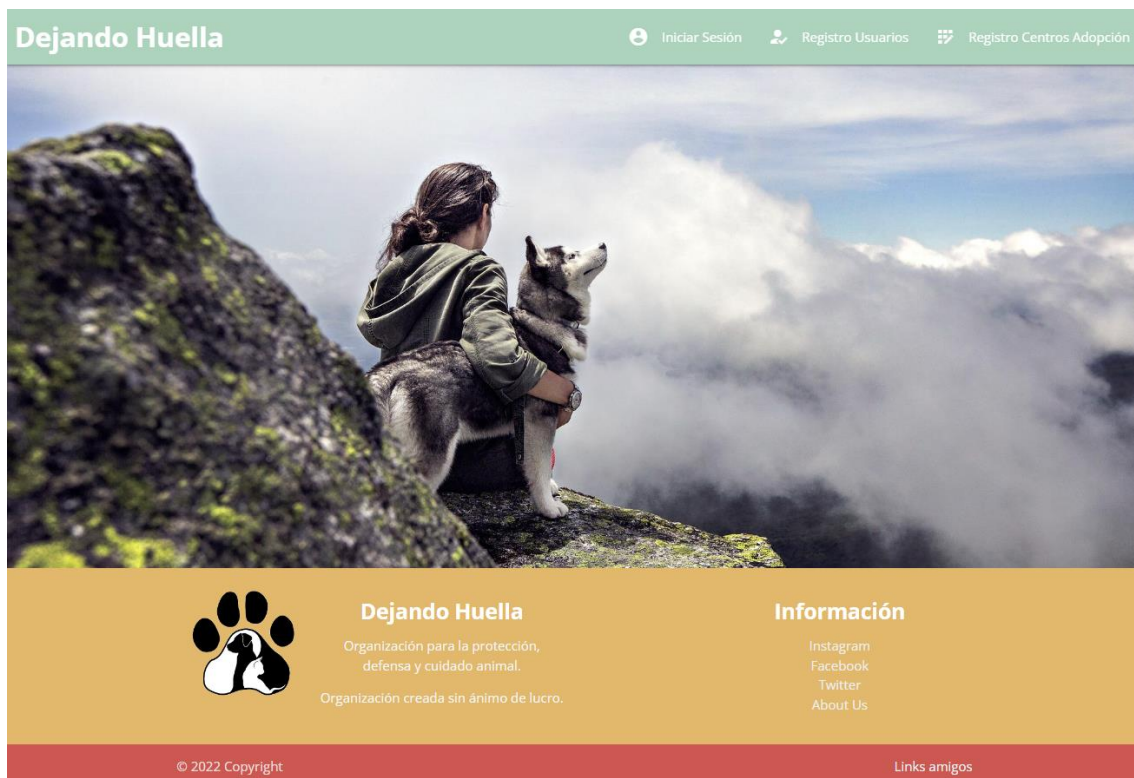 Dejando Huella
Iniciar Sesión
Registro Usuarios
Registro Centros Adopción
Dejando Huella
Organización para la protección,
defensa y cuidado animal.
Organización creada sin ánimo de lucro.
Información
Instagram
Facebook
Twitter
About Us
© 2022 Copyright
Links amigos